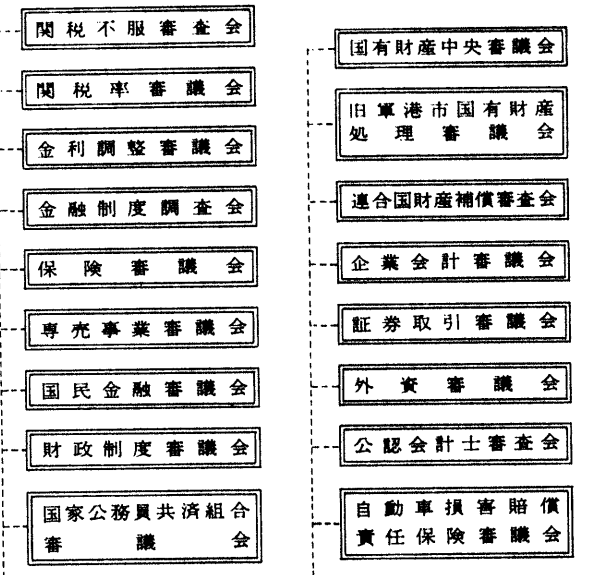 関税不服審査会
関税率審議会
金利調整審議会
金融制度調査会
保険審議会
専売事業審議会
国民金融審議会
財政制度審議会
国家公務員共済組合
審議会
国有財産中央審議会
旧軍港市国有財産
処理審議会
連合国財産補償審査会
企業会計審議会
証券取引審議会
外資審議会
公認会計士審査会
自動車損害賠償
責任保険審議会